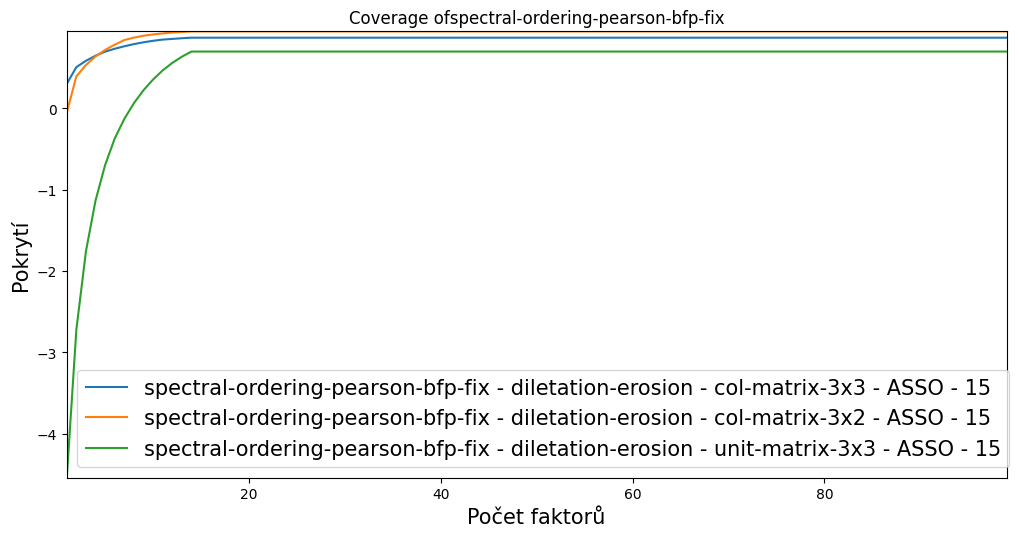 Coverage ofspectral-ordering-pearson-bfp-fix
Pokrytí
0
−1
−2
−3
−4
spectral-ordering-pearson-bfp-fix - diletation-erosion - col-matrix-3x3 - ASSO - 15
spectral-ordering-pearson-bfp-fix - diletation-erosion - col-matrix-3x2 - ASSO - 15
spectral-ordering-pearson-bfp-fix - diletation-erosion - unit-matrix-3x3 - ASSO - 15
20
40
60
80
Počet faktorů